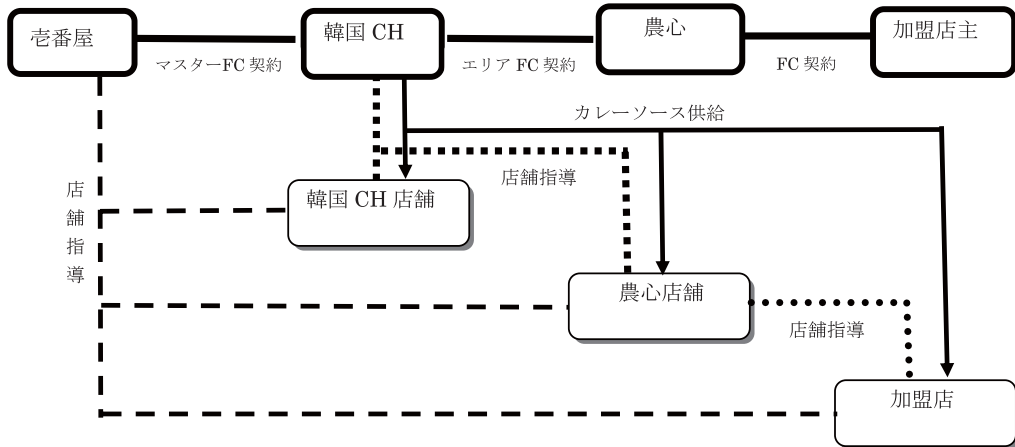 壱番屋
韓国 CH
農心
加盟店主
マスターFC 契約
エリア FC 契約
FC 契約
カレーソース供給
店舗指導
韓国 CH 店舗
店舗指導
農心店舗
店舗指導
加盟店